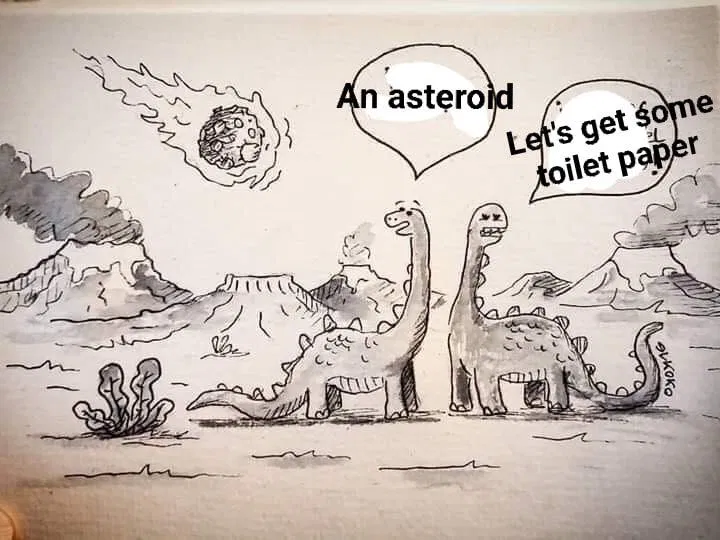 An asteroid
Let's get some
toilet paper